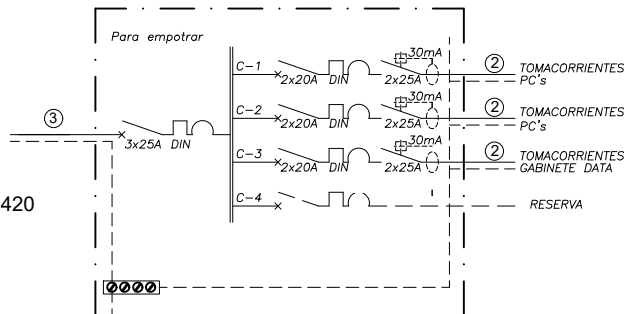 Para empotrar
30mA
C-1
2x20A DIN
2x25A
2
TOMACORRIENTES
PC's
30mA
C-2
2x20A DIN
2x25A
2
TOMACORRIENTES
PC's
3
3x25A DIN
30mA
C-3
2x20A DIN
2x25A
2
TOMACORRIENTES
GABINETE DATA
420
C-4
RESERVA